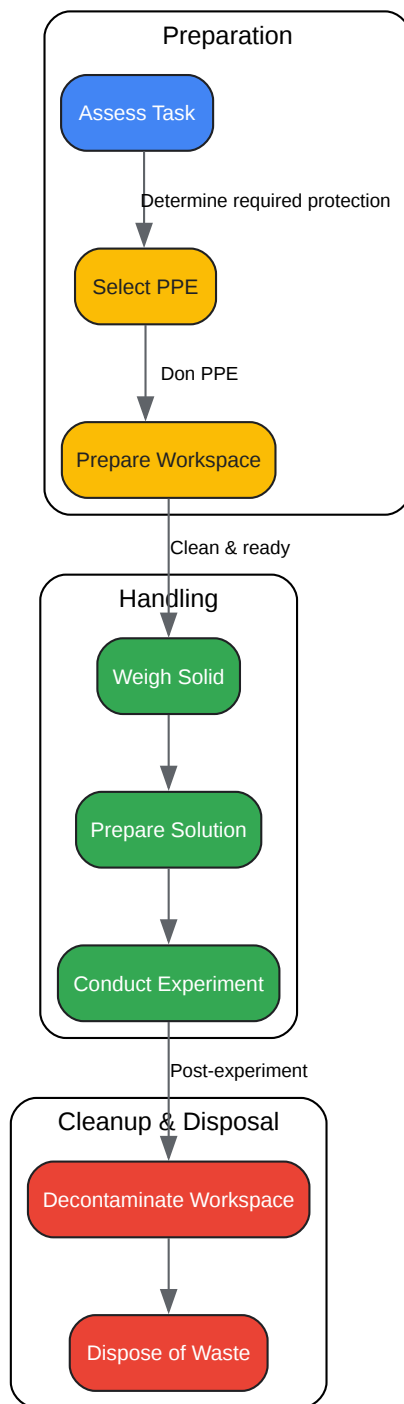 Preparation
Assess Task
Determine required protection
Select PPE
Don PPE
Prepare Workspace
Clean & ready
Handling
Weigh Solid
Prepare Solution
Conduct Experiment
Post-experiment
Cleanup & Disposal
Decontaminate Workspace
Dispose of Waste